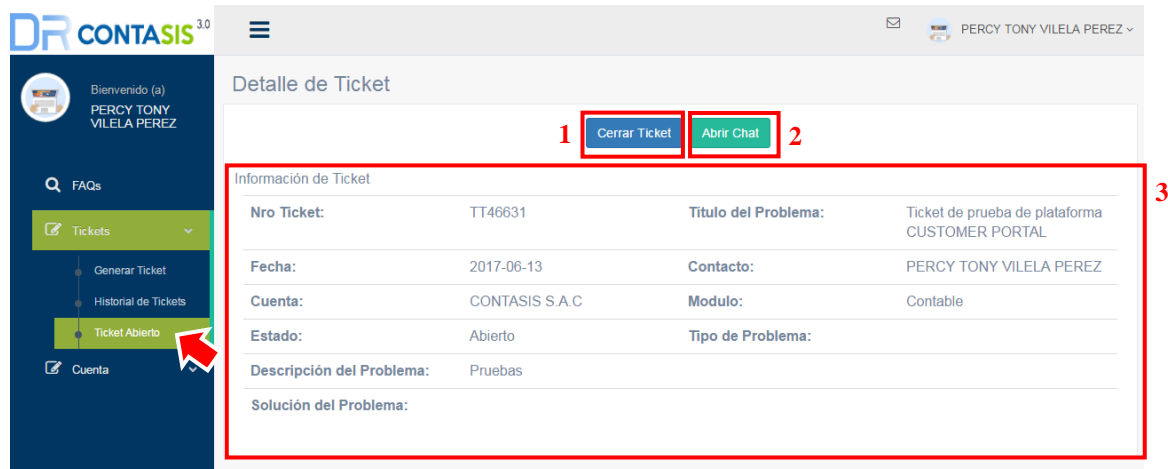 DR CONTASIS 3.0
PERCY TONY VILELA PEREZ
Bienvenido (a)
PERCY TONY
VILELA PEREZ
FAQs
Tickets
Generar Ticket
Historial de Tickets
Ticket Abierto
Cuenta
Detalle de Ticket
1 Cerrar Ticket Abrir Chat 2
3
Información de Ticket
Nro Ticket: TT46631 Titulo del Problema: Ticket de prueba de plataforma
CUSTOMER PORTAL
Fecha: 2017-06-13 Contacto: PERCY TONY VILELA PEREZ
Cuenta: CONTASIS S.A.C Modulo: Contable
Estado: Abierto Tipo de Problema:
Descripción del Problema: Pruebas
Solución del Problema: